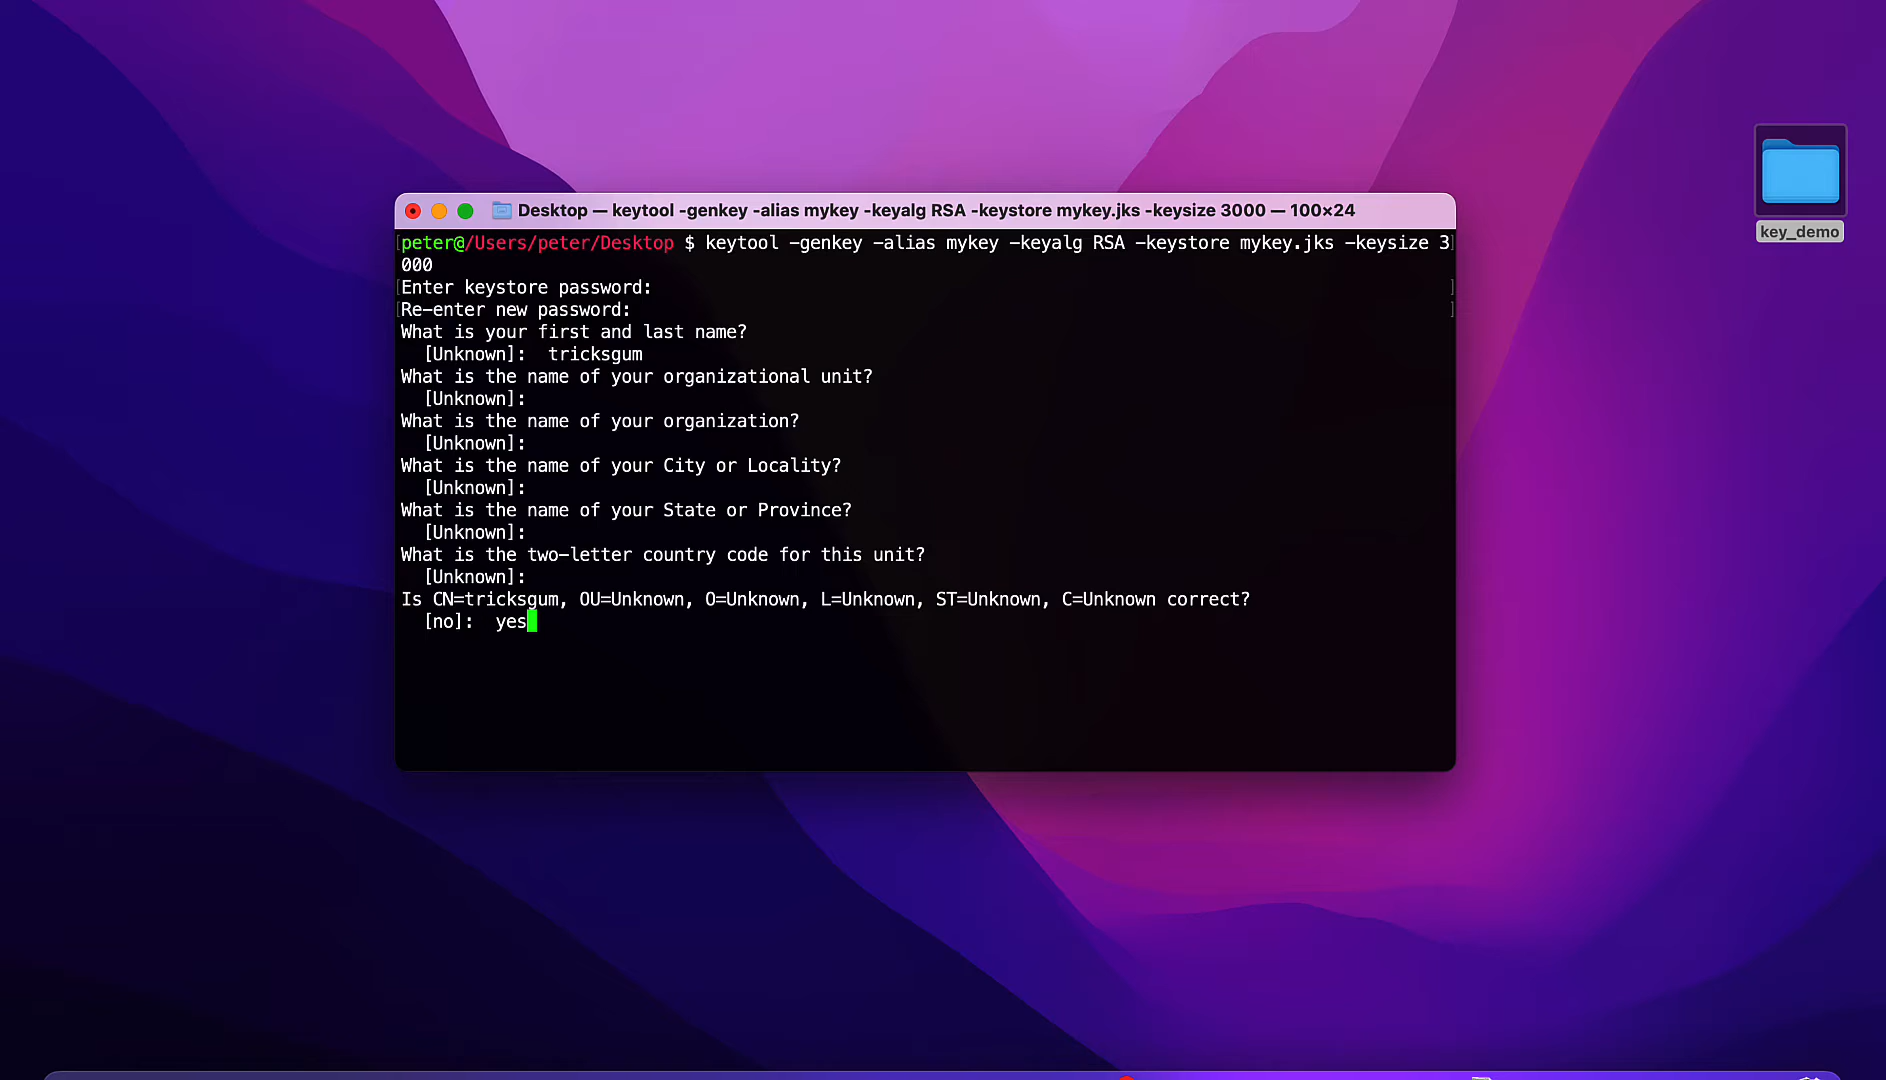 Desktop — keytool -genkey -alias mykey -keyalg RSA -keystore mykey.jks -keysize 3000 — 100×24
peter@/Users/peter/Desktop $ keytool -genkey -alias mykey -keyalg RSA -keystore mykey.jks -keysize 3
000
Enter keystore password:
Re-enter new password:
What is your first and last name?
[Unknown]: tricksgum
What is the name of your organizational unit?
[Unknown]:
What is the name of your organization?
[Unknown]:
What is the name of your City or Locality?
[Unknown]:
What is the name of your State or Province?
[Unknown]:
What is the two-letter country code for this unit?
[Unknown]:
Is CN=tricksgum, OU=Unknown, O=Unknown, L=Unknown, ST=Unknown, C=Unknown correct?
[no]: yes
key_demo